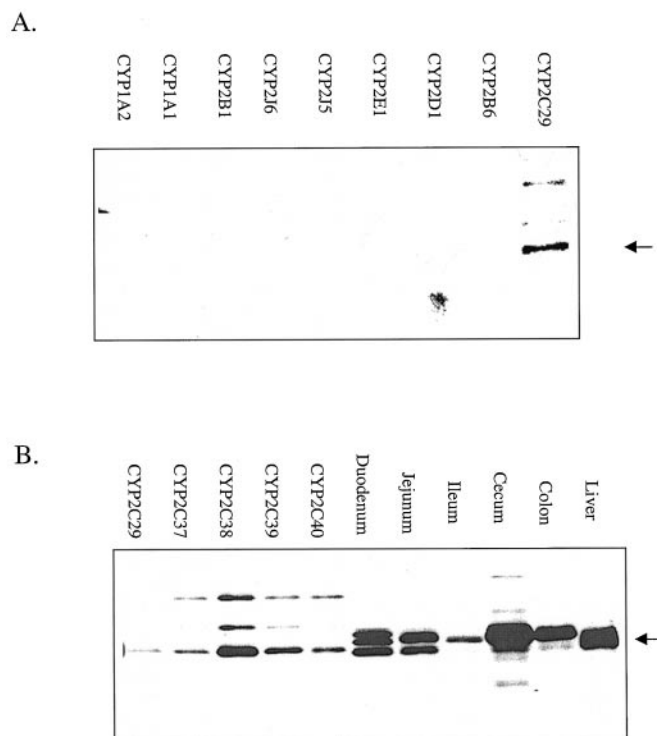 A.
CYP1A2
CYP1A1
CYP2B1
CYP2J6
CYP2J5
CYP2E1
CYP2D1
CYP2B6
CYP2C29
B.
CYP2C29
CYP2C37
CYP2C38
CYP2C39
CYP2C40
Duodenum
Jejunum
Ileum
Cecum
Colon
Liver